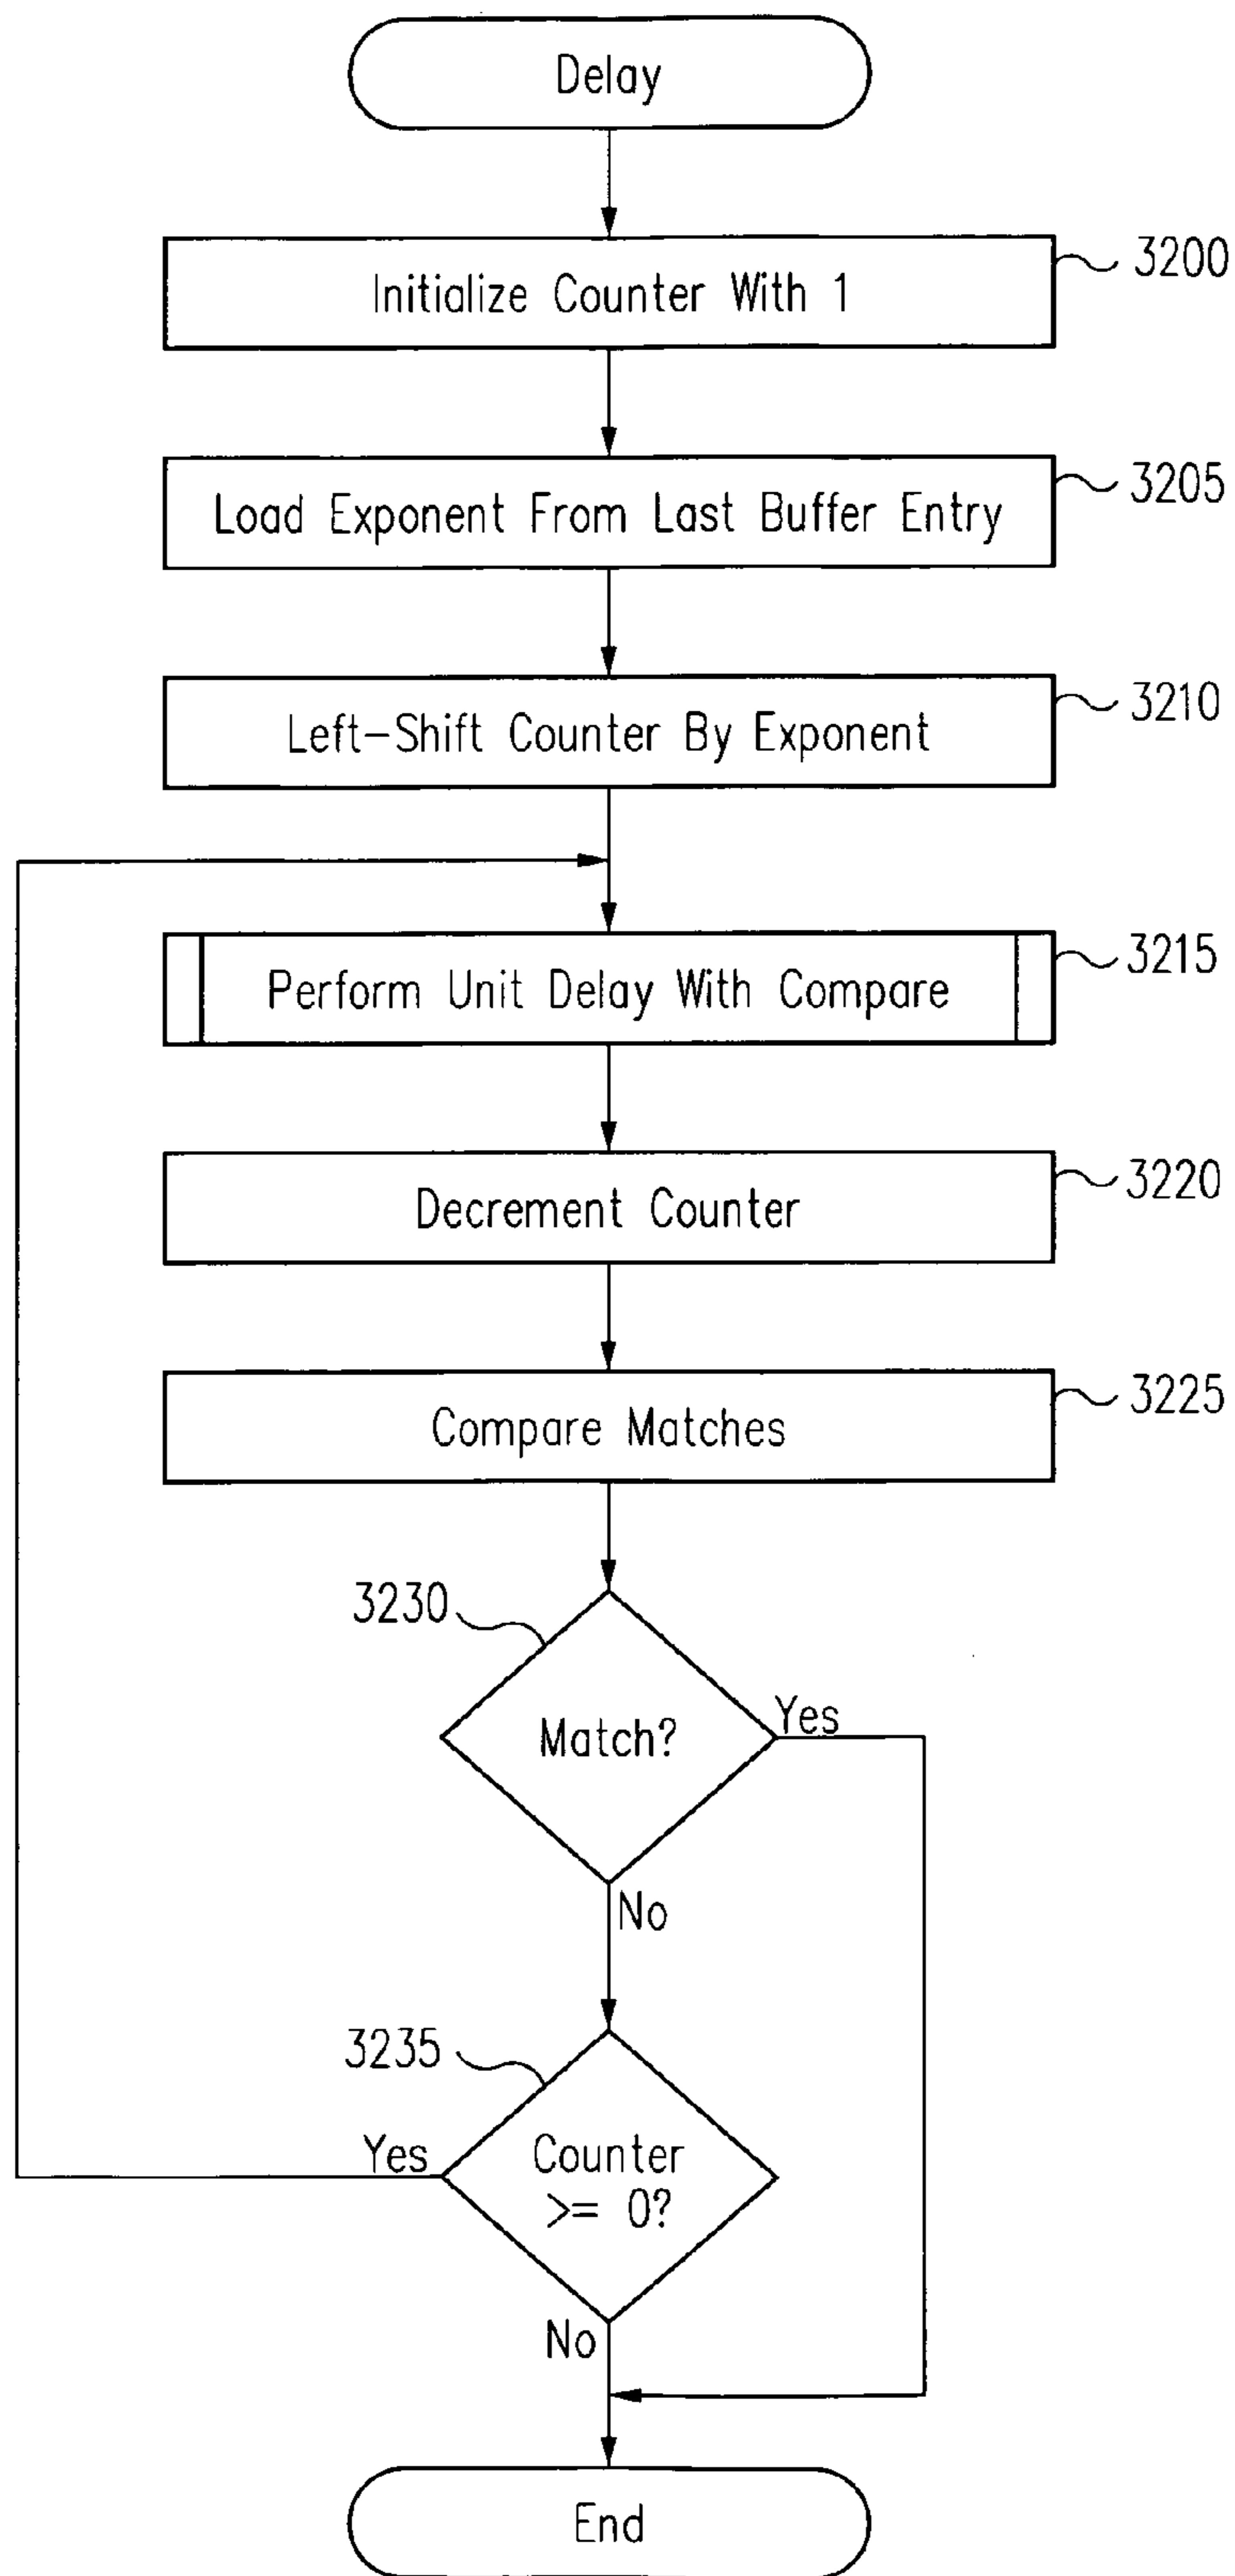 Delay
Initialize Counter With 1
3200
Load Exponent From Last Buffer Entry
3205
Left-Shift Counter By Exponent
3210
Perform Unit Delay With Compare
3215
Decrement Counter
3220
Compare Matches
3225
3230
Match?
Yes
No
3235
Counter
>= 0?
Yes
No
End